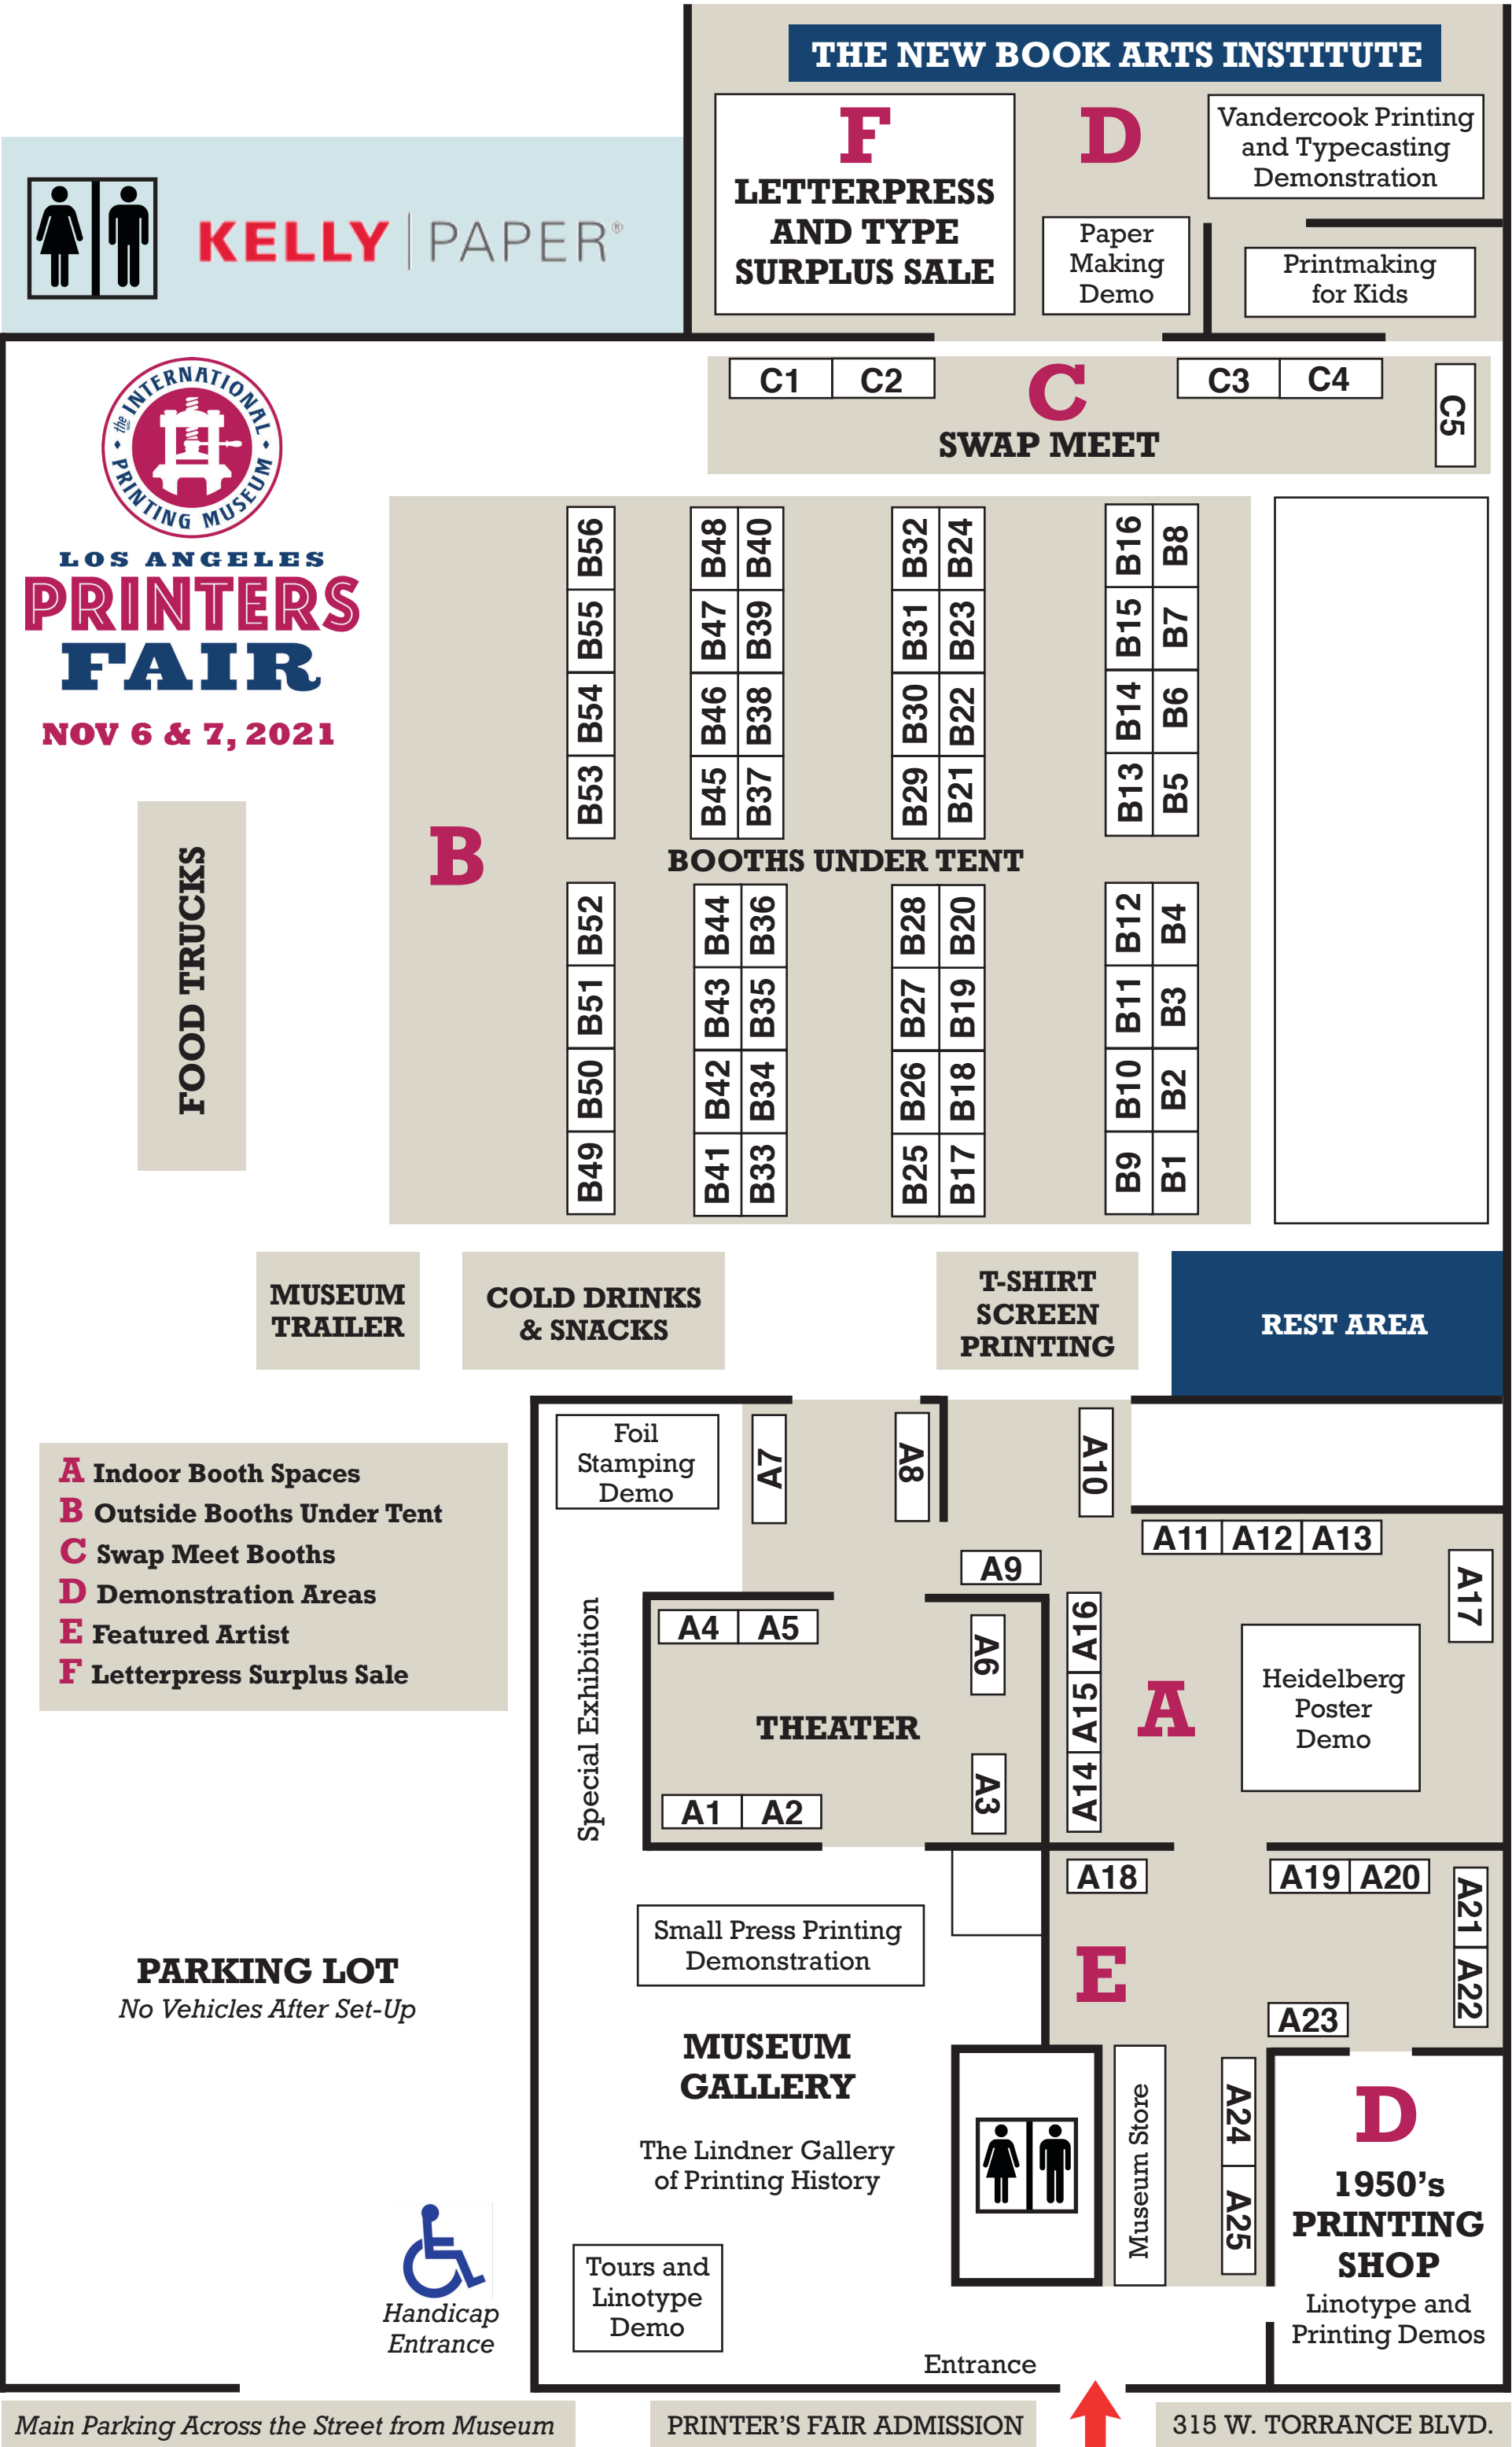 THE NEW BOOK ARTS INSTITUTE
F
LETTERPRESS
AND TYPE
SURPLUS SALE
D
Vandercook Printing
and Typecasting
Demonstration
Paper
Making
Demo
Printmaking
for Kids
KELLY | PAPER®
the INTERNATIONAL
PRINTING MUSEUM
LOS ANGELES
PRINTERS
FAIR
NOV 6 & 7, 2021
C1 C2
C
C3 C4
C5
SWAP MEET
B56 B48 B40 B32 B24 B16 B8
B55 B47 B39 B31 B23 B15 B7
B54 B46 B38 B30 B22 B14 B6
B53 B45 B37 B29 B21 B13 B5
B
BOOTHS UNDER TENT
B52 B44 B36 B28 B20 B12 B4
B51 B43 B35 B27 B19 B11 B3
B50 B42 B34 B26 B18 B10 B2
B49 B41 B33 B25 B17 B9 B1
FOOD TRUCKS
MUSEUM
TRAILER
COLD DRINKS
& SNACKS
T-SHIRT
SCREEN
PRINTING
REST AREA
A Indoor Booth Spaces
B Outside Booths Under Tent
C Swap Meet Booths
D Demonstration Areas
E Featured Artist
F Letterpress Surplus Sale
Foil
Stamping
Demo
A7
A8
A10
A9
A11 A12 A13
A17
Special Exhibition
A4 A5
A6
THEATER
A3
A1 A2
A16
A15
A14
A
Heidelberg
Poster
Demo
A18
A19 A20
A21
A22
E
A23
Small Press Printing
Demonstration
MUSEUM
GALLERY
The Lindner Gallery
of Printing History
Tours and
Linotype
Demo
Museum Store
A24
A25
D
1950's
PRINTING
SHOP
Linotype and
Printing Demos
PARKING LOT
No Vehicles After Set-Up
Handicap
Entrance
Entrance
Main Parking Across the Street from Museum
PRINTER'S FAIR ADMISSION
315 W. TORRANCE BLVD.